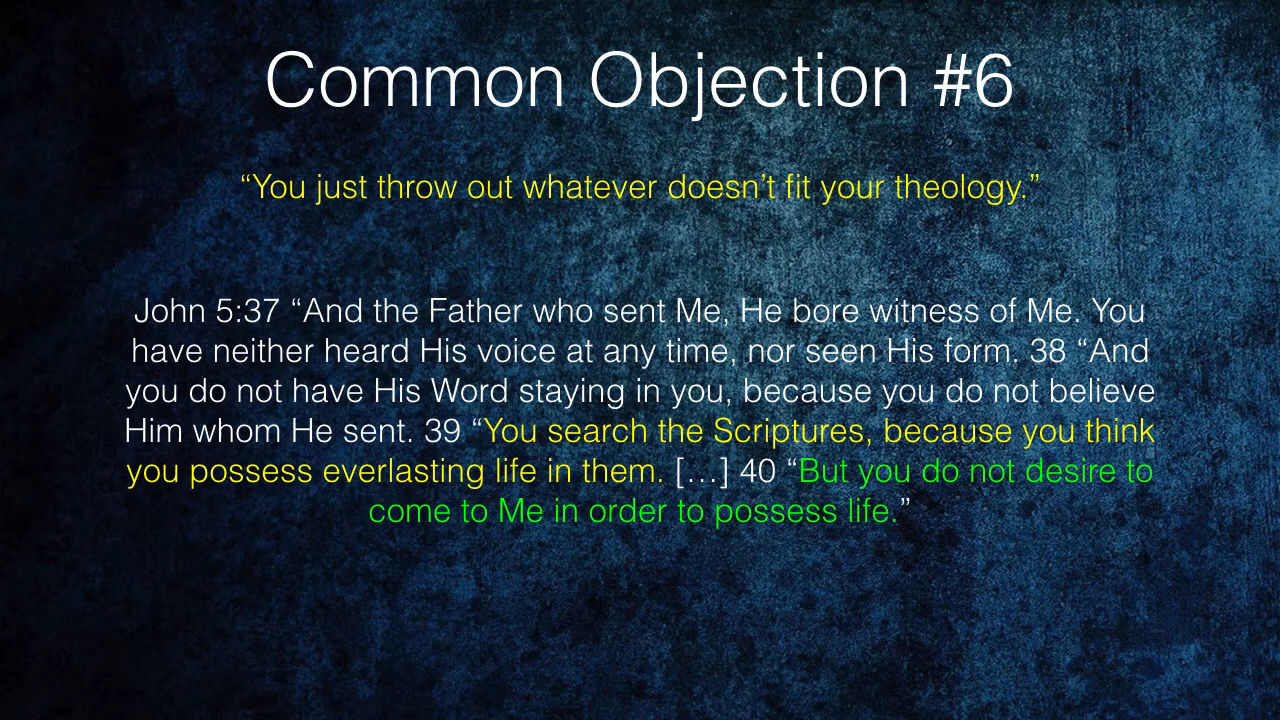 Common Objection #6
“You just throw out whatever doesn’t fit your theology.”
John 5:37 “And the Father who sent Me, He bore witness of Me. You
have neither heard His voice at any time, nor seen His form. 38 “And
you do not have His Word staying in you, because you do not believe
Him whom He sent. 39 “You search the Scriptures, because you think
you possess everlasting life in them. […] 40 “But you do not desire to
come to Me in order to possess life.”